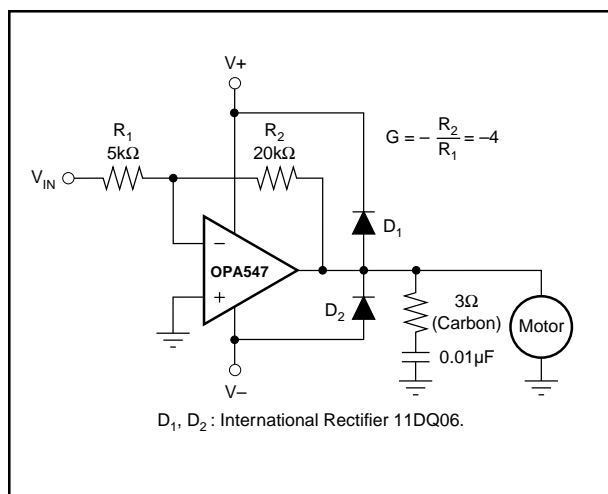 V+
R1
5kΩ
R2
20kΩ
G = – R2/R1 = –4
VIN
–
+
OPA547
D1
D2
3Ω
(Carbon)
0.01µF
Motor
V–
D1, D2 : International Rectifier 11DQ06.